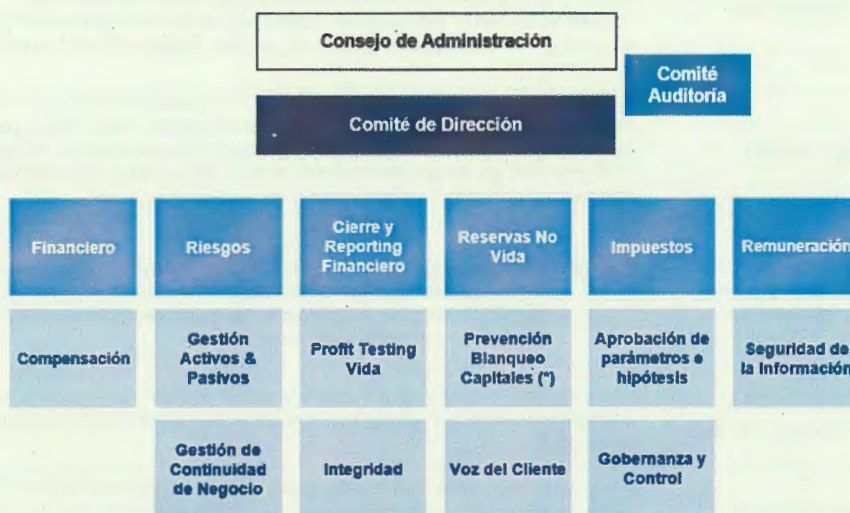 Consejo de Administración
Comité
Auditoría
Comité de Dirección
Financiero
Riesgos
Cierre y
Reporting
Financiero
Reservas No
Vida
Impuestos
Remuneración
Compensación
Gestión
Activos &
Pasivos
Profit Testing
Vida
Prevención
Blanqueo
Capitales (*)
Aprobación de
parámetros e
hipótesis
Seguridad de
la Información
Gestión de
Continuidad
de Negocio
Integridad
Voz del Cliente
Gobernanza y
Control